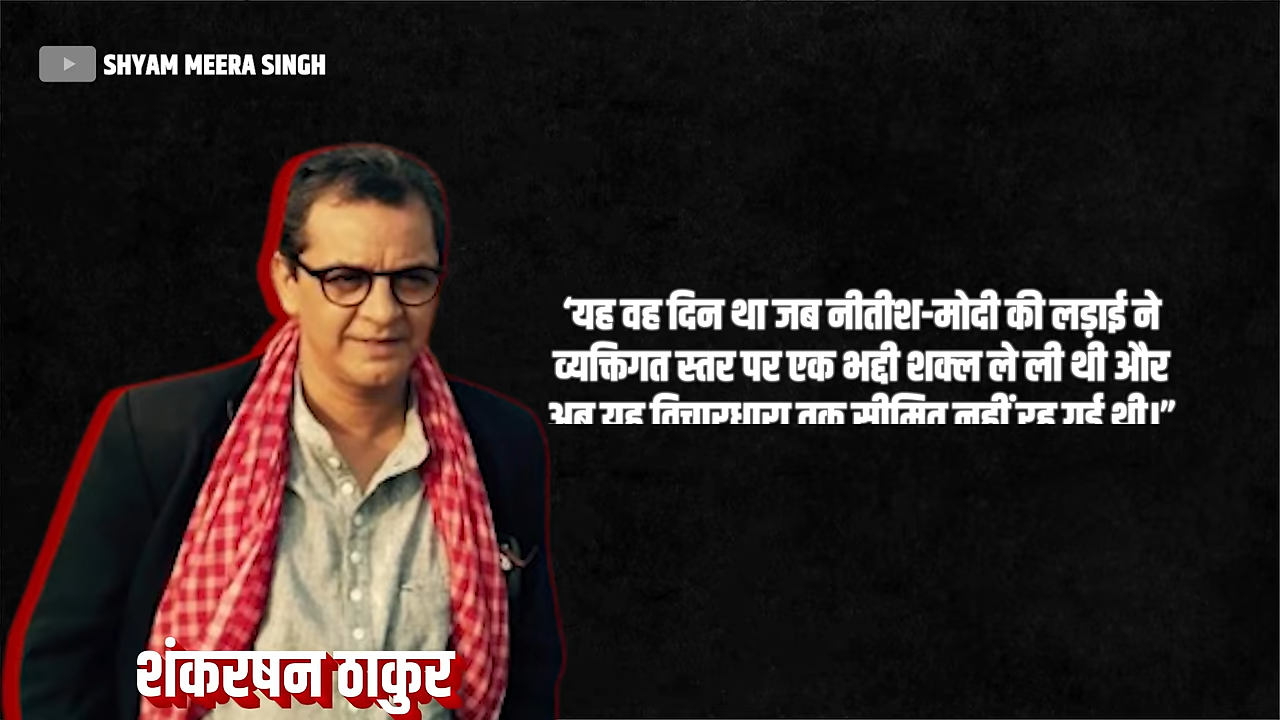 SHYAM MEERA SINGH
‘यह वह दिन था जब नीतीश-मोदी की लड़ाई ने
व्यक्तिगत स्तर पर एक भद्दी शक्ल ले ली थी और
अब यह विचारधारा तक सीमित नहीं रह गई थी।”
शंकरषन ठाकुर